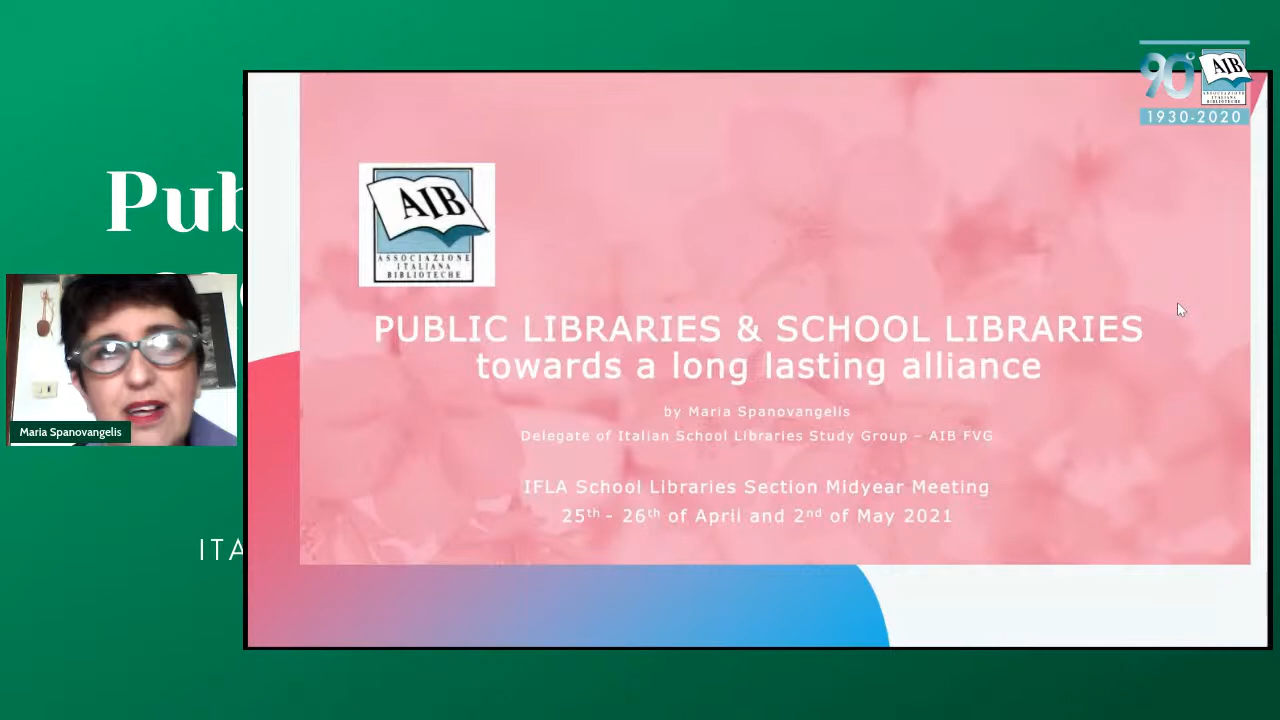 90°
AIB
ASSOCIAZIONE
ITALIANA
BIBLIOTECHE
1930-2020
Pub
AIB
ASSOCIAZIONE
ITALIANA
BIBLIOTECHE
PUBLIC LIBRARIES & SCHOOL LIBRARIES
towards a long lasting alliance
by Maria Spanovangelis
Delegate of Italian School Libraries Study Group – AIB FVG
IFLA School Libraries Section Midyear Meeting
25th - 26th of April and 2nd of May 2021
Maria Spanovangelis
ITA